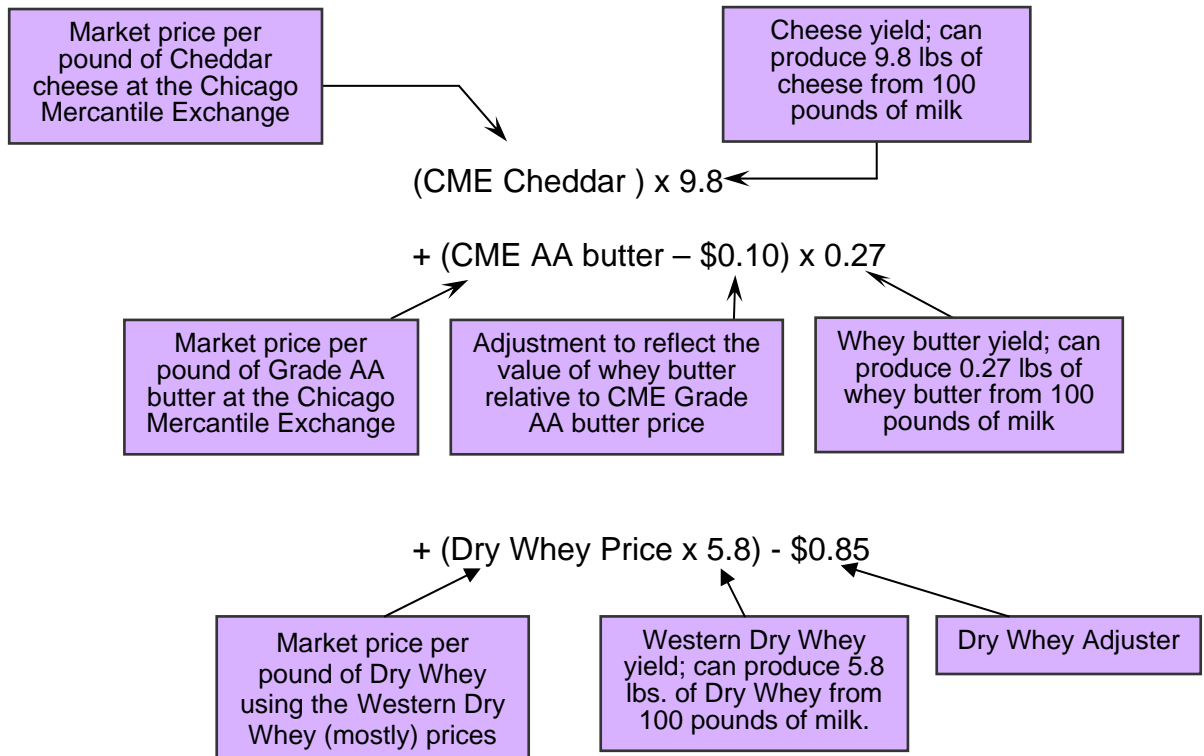 Market price per
pound of Cheddar
cheese at the Chicago
Mercantile Exchange
Cheese yield; can
produce 9.8 lbs of
cheese from 100
pounds of milk
(CME Cheddar ) x 9.8
+ (CME AA butter – $0.10) x 0.27
Market price per
pound of Grade AA
butter at the Chicago
Mercantile Exchange
Adjustment to reflect the
value of whey butter
relative to CME Grade
AA butter price
Whey butter yield; can
produce 0.27 lbs of
whey butter from 100
pounds of milk
+ (Dry Whey Price x 5.8) - $0.85
Market price per
pound of Dry Whey
using the Western Dry
Whey (mostly) prices
Western Dry Whey
yield; can produce 5.8
lbs. of Dry Whey from
100 pounds of milk.
Dry Whey Adjuster